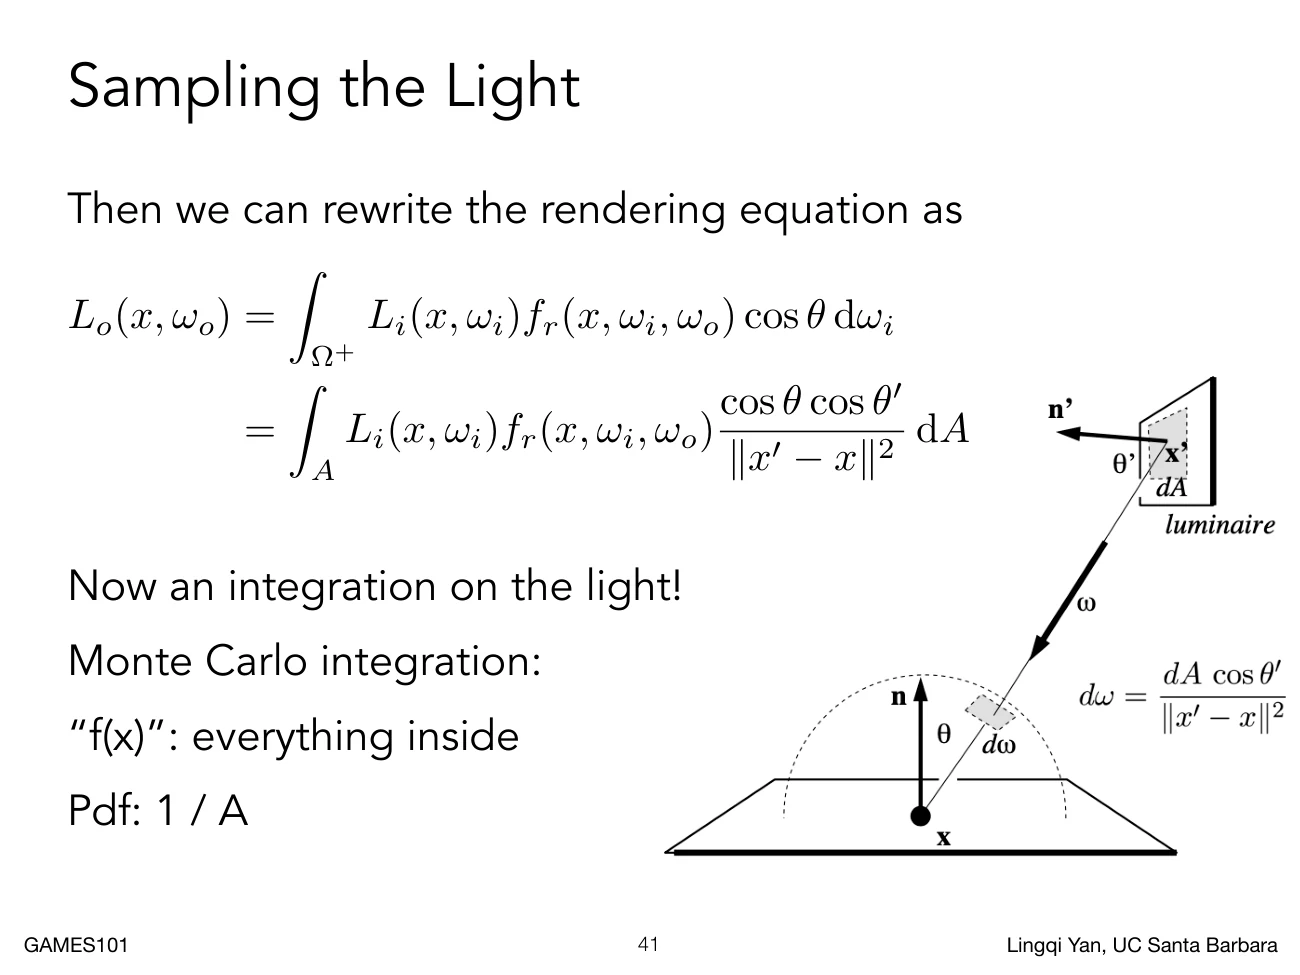 Sampling the Light
Then we can rewrite the rendering equation as
L_o(x, ω_o) = ∫_{Ω⁺} L_i(x, ω_i) f_r(x, ω_i, ω_o) cos θ dω_i
= ∫_A L_i(x, ω_i) f_r(x, ω_i, ω_o) \frac{cos θ cos θ′}{‖x′ − x‖²} dA
n’
θ’
x’
dA
luminaire
Now an integration on the light!
ω
Monte Carlo integration:
dω = \frac{dA cos θ′}{‖x′ − x‖²}
n
θ
dω
“f(x)”: everything inside
Pdf: 1 / A
x
GAMES101
41
Lingqi Yan, UC Santa Barbara